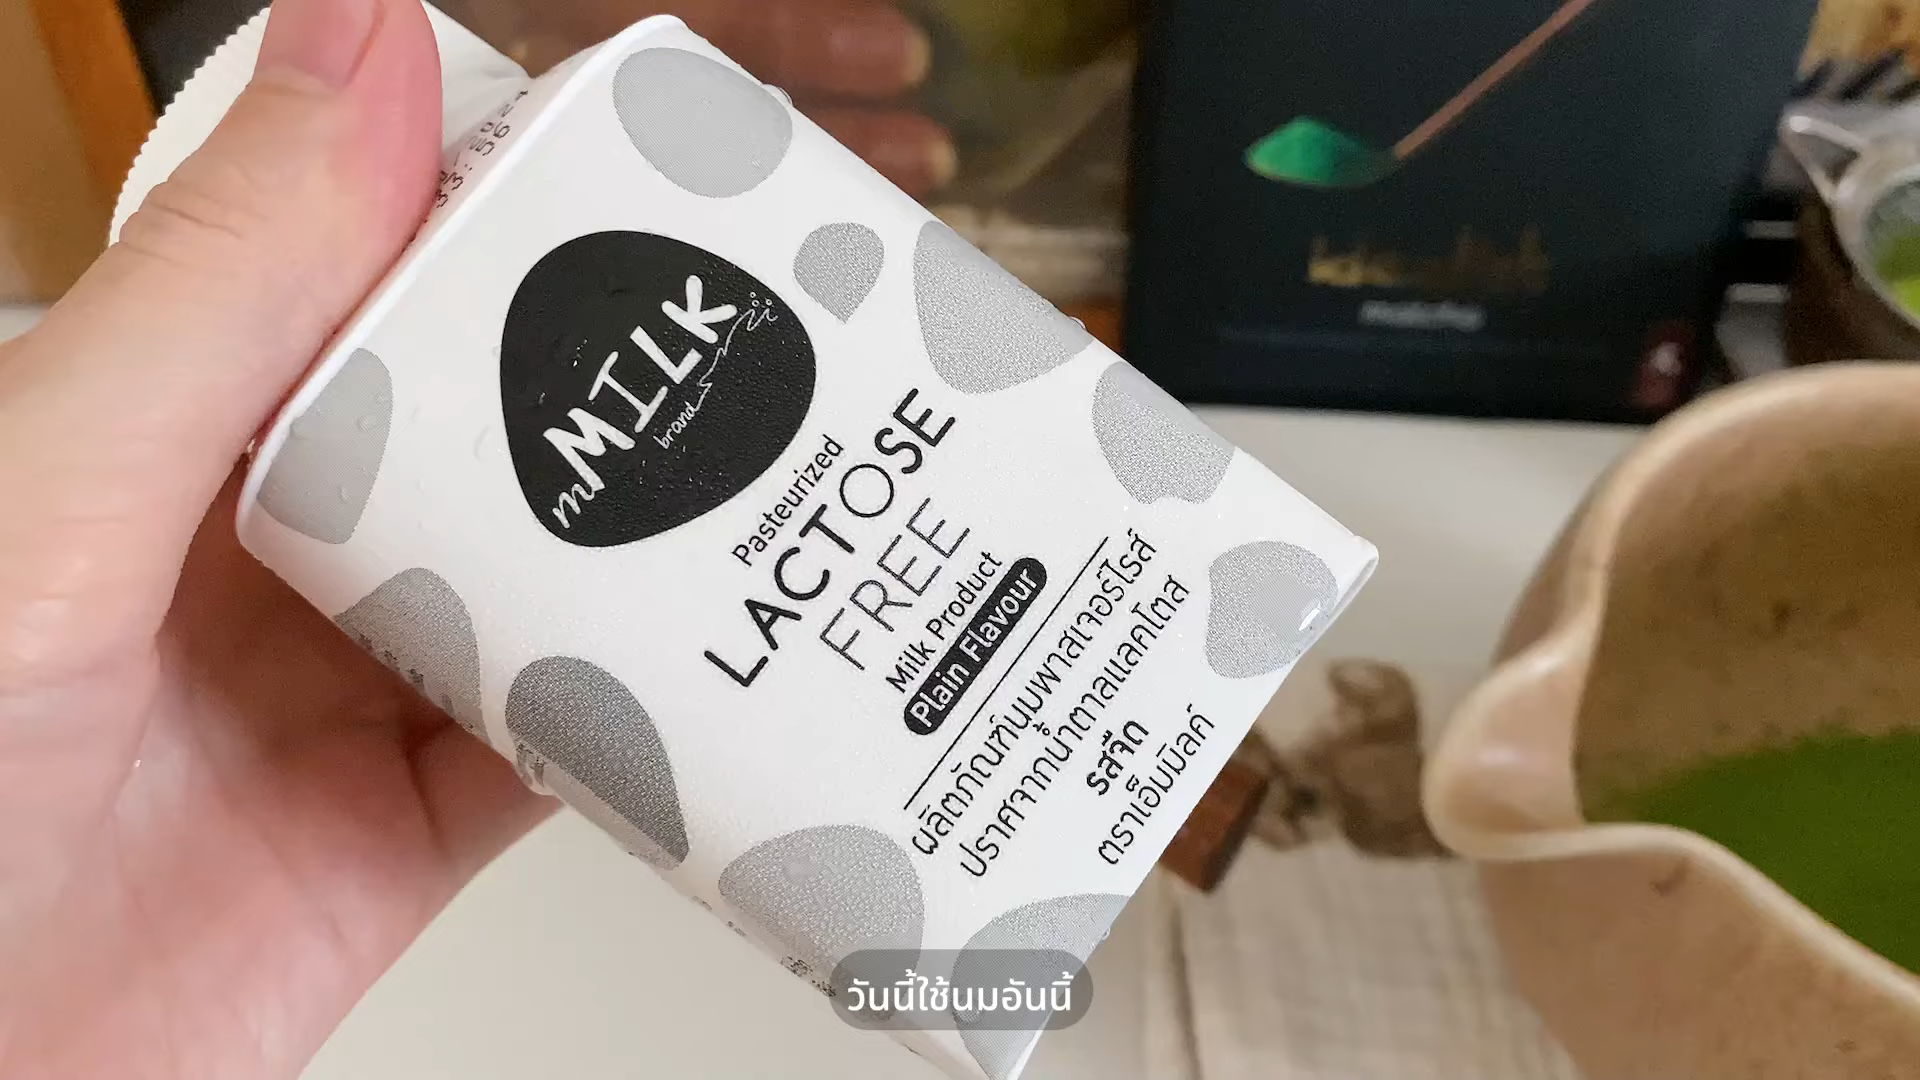 mMILK
brand
Pasteurized
LACTOSE
FREE
Milk Product
Plain Flavour
ผลิตภัณฑ์นมพาสเจอร์ไรส์
ปราศจากน้ำตาลแลคโตส
รสจืด
ตราเอ็มมิลค์
วันนี้ใช้นมอันนี้